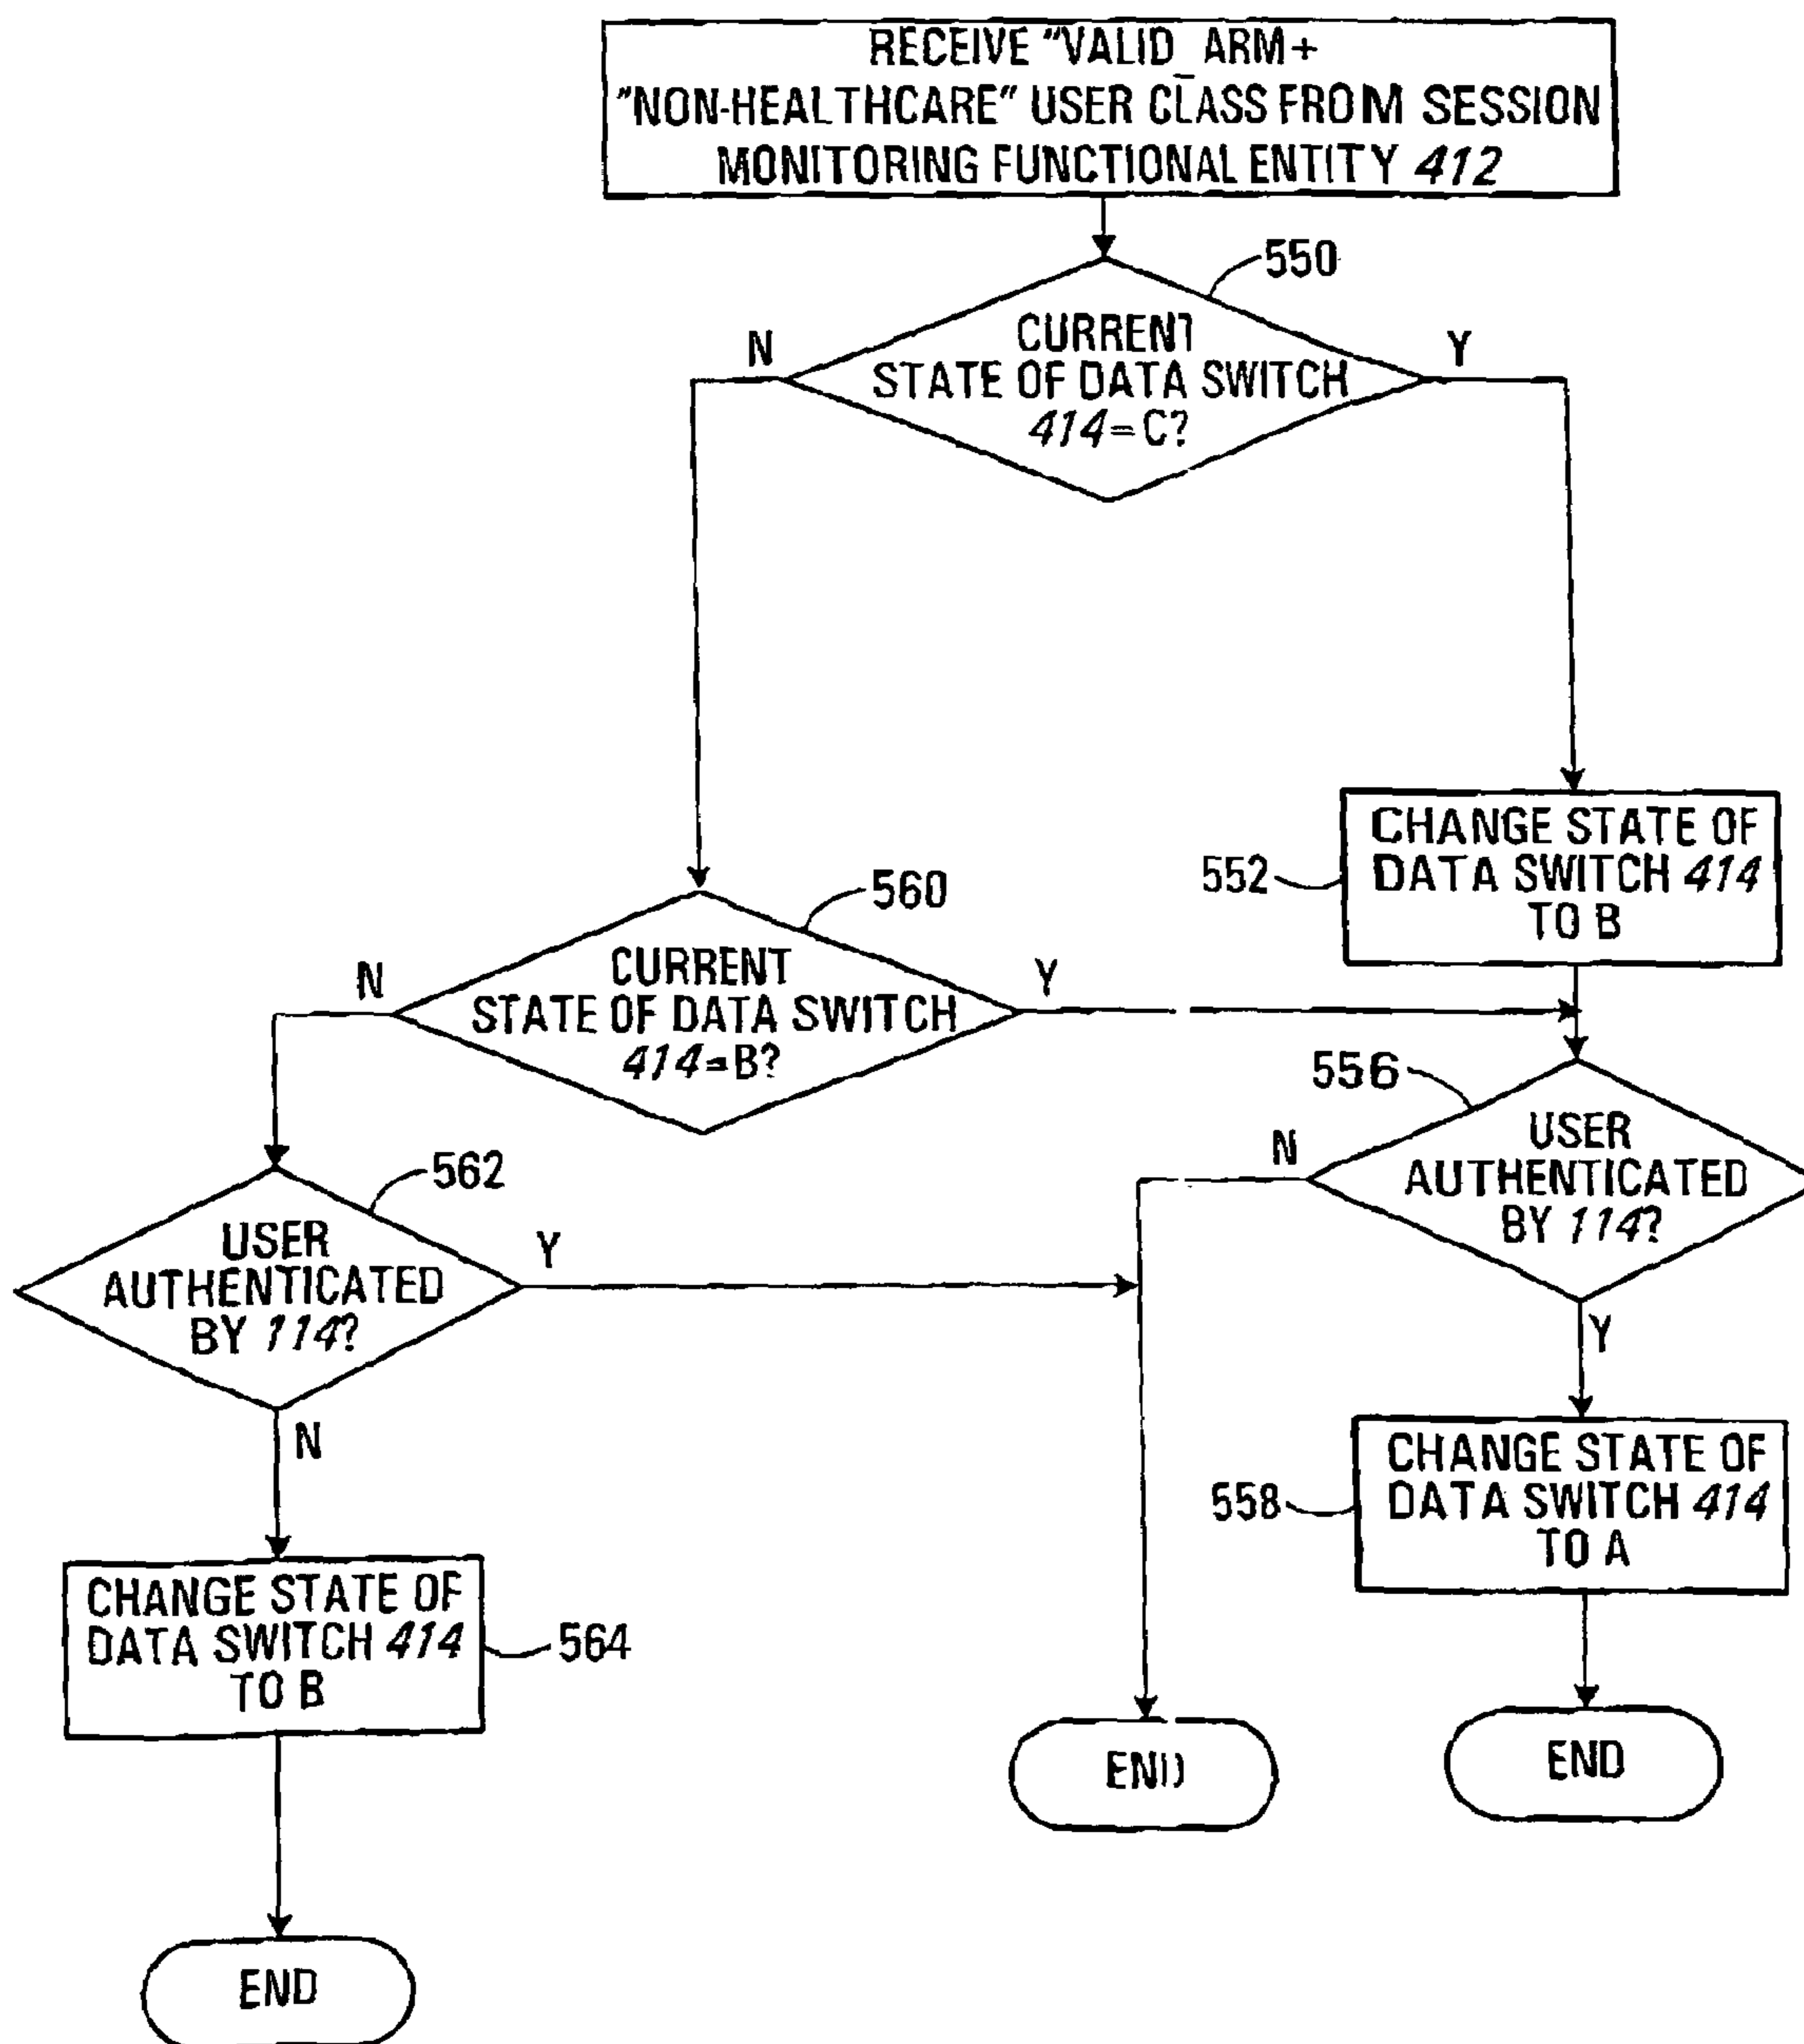 RECEIVE "VALID_ARM+
"NON-HEALTHCARE" USER CLASS FROM SESSION
MONITORING FUNCTIONAL ENTITY 412
550
N
Y
CURRENT
STATE OF DATA SWITCH
414=C?
CHANGE STATE OF
DATA SWITCH 414
TO B
552
560
N
Y
CURRENT
STATE OF DATA SWITCH
414=B?
556
N
USER
AUTHENTICATED
BY 114?
Y
562
USER
AUTHENTICATED
BY 114?
Y
N
CHANGE STATE OF
DATA SWITCH 414
TO A
558
CHANGE STATE OF
DATA SWITCH 414
TO B
564
END
END
END